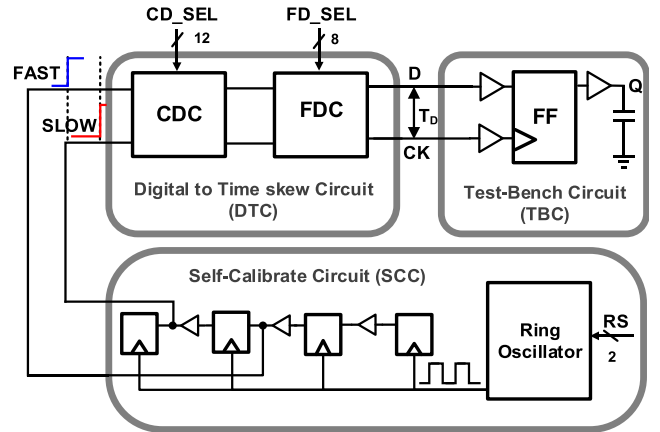 CD_SEL
FD_SEL
12
8
FAST
SLOW
CDC
FDC
D
T_D
CK
FF
Q
Digital to Time skew Circuit
(DTC)
Test-Bench Circuit
(TBC)
Self-Calibrate Circuit (SCC)
Ring
Oscillator
RS
2